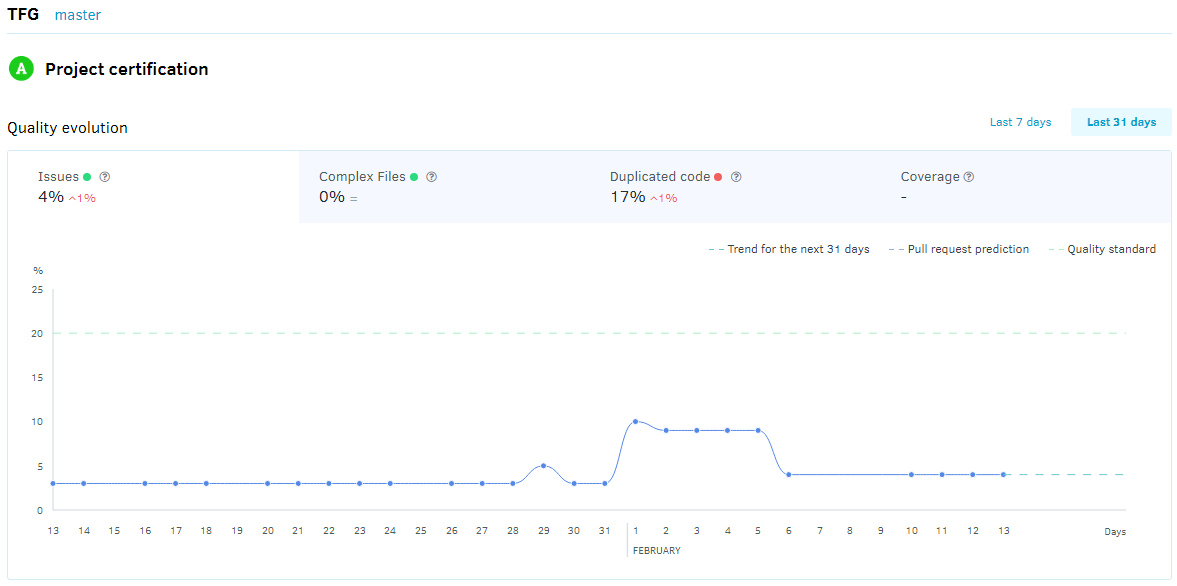 TFG master
A Project certification
Quality evolution
Last 7 days Last 31 days
Issues Complex Files Duplicated code Coverage
4% 1% 0% = 17% 1% -
Trend for the next 31 days Pull request prediction Quality standard
%
25
20
15
10
5
0
13 14 15 16 17 18 19 20 21 22 23 24 25 26 27 28 29 30 31 1 2 3 4 5 6 7 8 9 10 11 12 13 Days
FEBRUARY